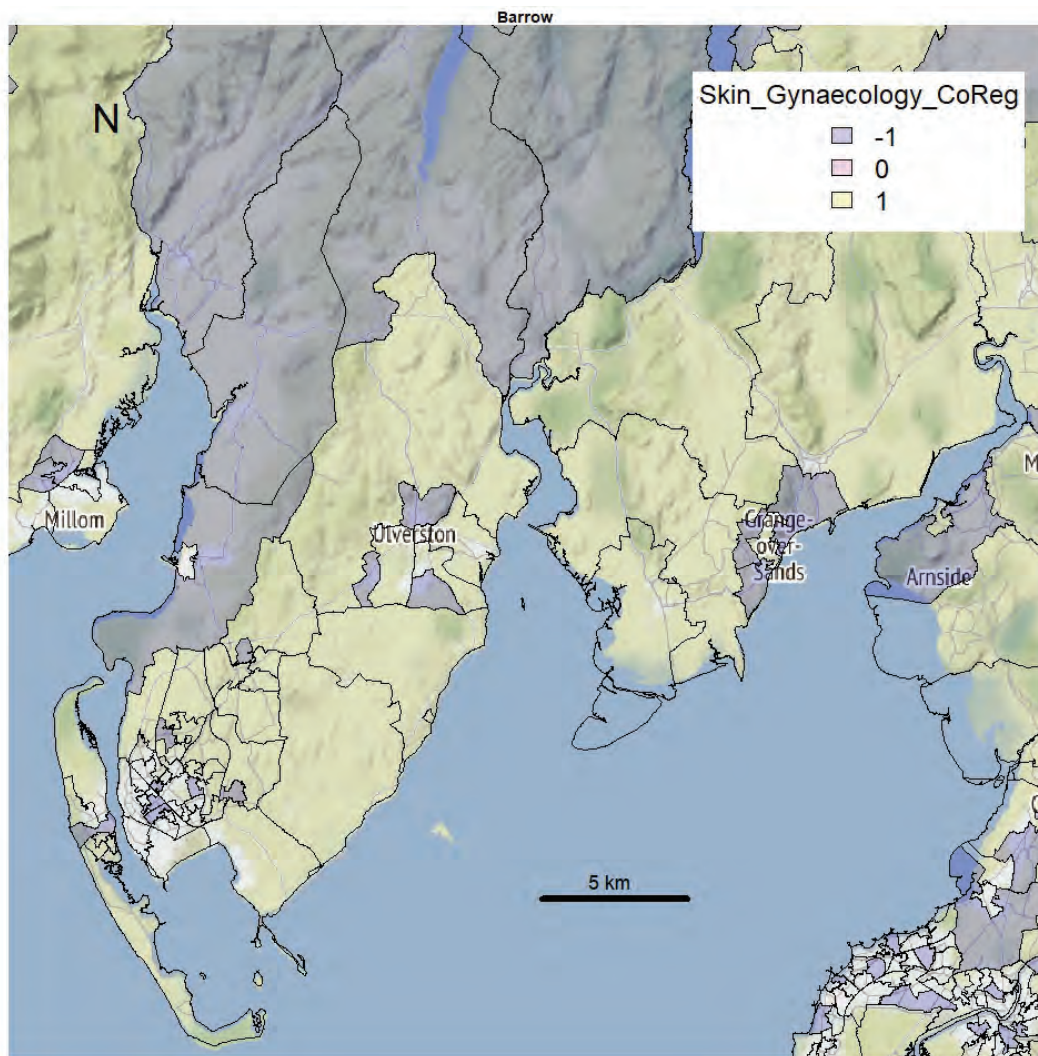 Barrow
N
Skin_Gynaecology_CoReg
-1
0
1
Millom
Ulverston
Grange-
over-
Sands
Arnside
M
5 km